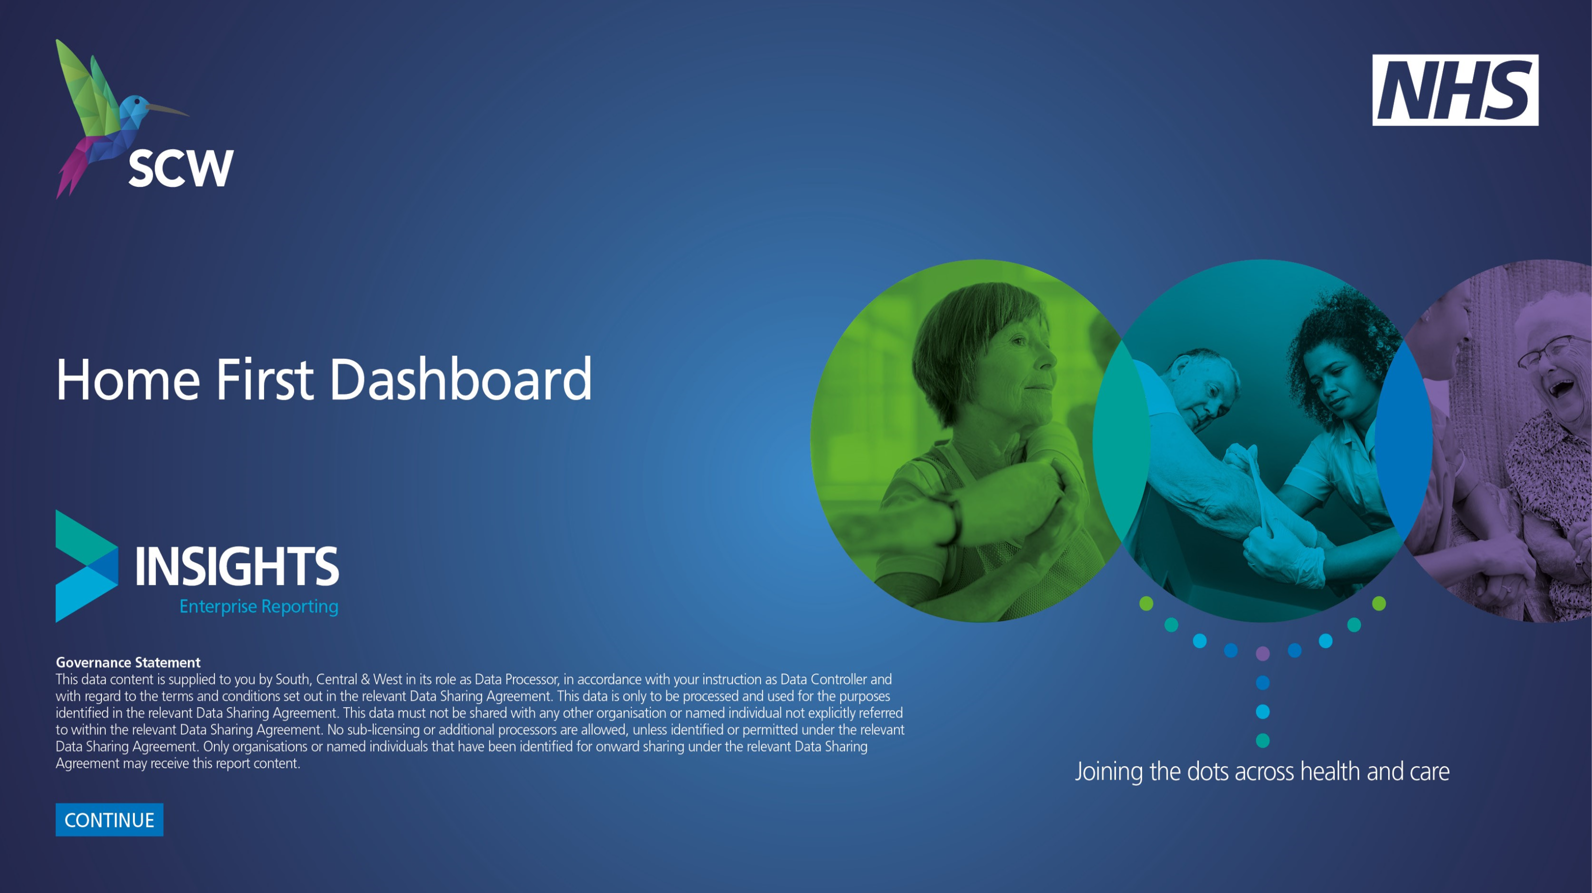 SCW
NHS
Home First Dashboard
INSIGHTS
Enterprise Reporting
Governance Statement
This data content is supplied to you by South, Central & West in its role as Data Processor, in accordance with your instruction as Data Controller and
with regard to the terms and conditions set out in the relevant Data Sharing Agreement. This data is only to be processed and used for the purposes
identified in the relevant Data Sharing Agreement. This data must not be shared with any other organisation or named individual not explicitly referred
to within the relevant Data Sharing Agreement. No sub-licensing or additional processors are allowed, unless identified or permitted under the relevant
Data Sharing Agreement. Only organisations or named individuals that have been identified for onward sharing under the relevant Data Sharing
Agreement may receive this report content.
Joining the dots across health and care
CONTINUE